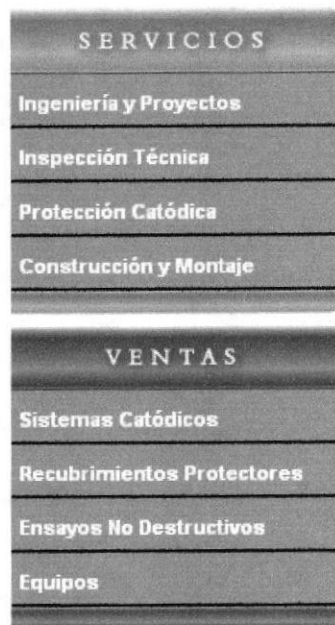 SERVICIOS
Ingeniería y Proyectos
Inspección Técnica
Protección Catódica
Construcción y Montaje
VENTAS
Sistemas Catódicos
Recubrimientos Protectores
Ensayos No Destructivos
Equipos